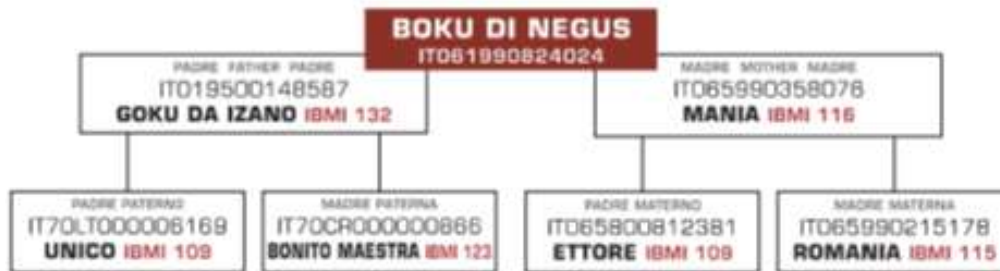 BOKU DI NEGUS
IT061990824024
PADRE FATHER PADRE
IT019500148587
GOKU DA IZANO IBMI 132
MADRE MOTHER MADRE
IT065990358076
MANIA IBMI 116
PADRE PATERNO
IT70LT000006169
UNICO IBMI 109
MADRE PATERNA
IT70CR000000866
BONITO MAESTRA IBMI 123
PADRE MATERNO
IT065800812381
ETTORE IBMI 109
MADRE MATERNA
IT065990215178
ROMANIA IBMI 115